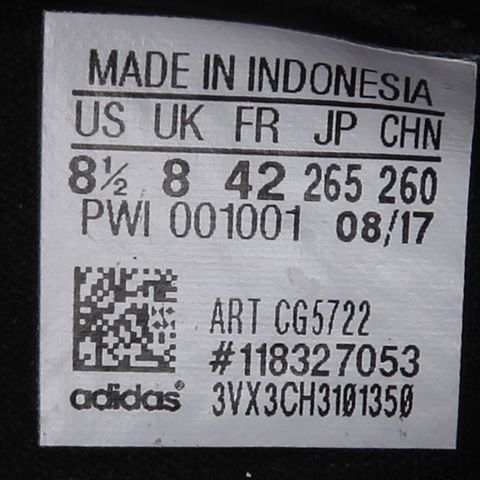 MADE IN INDONESIA
US UK FR JP CHN
8½ 8 42 265 260
PWI 001001 08/17
ART CG5722
#118327053
adidas® 3VX3CH3101350